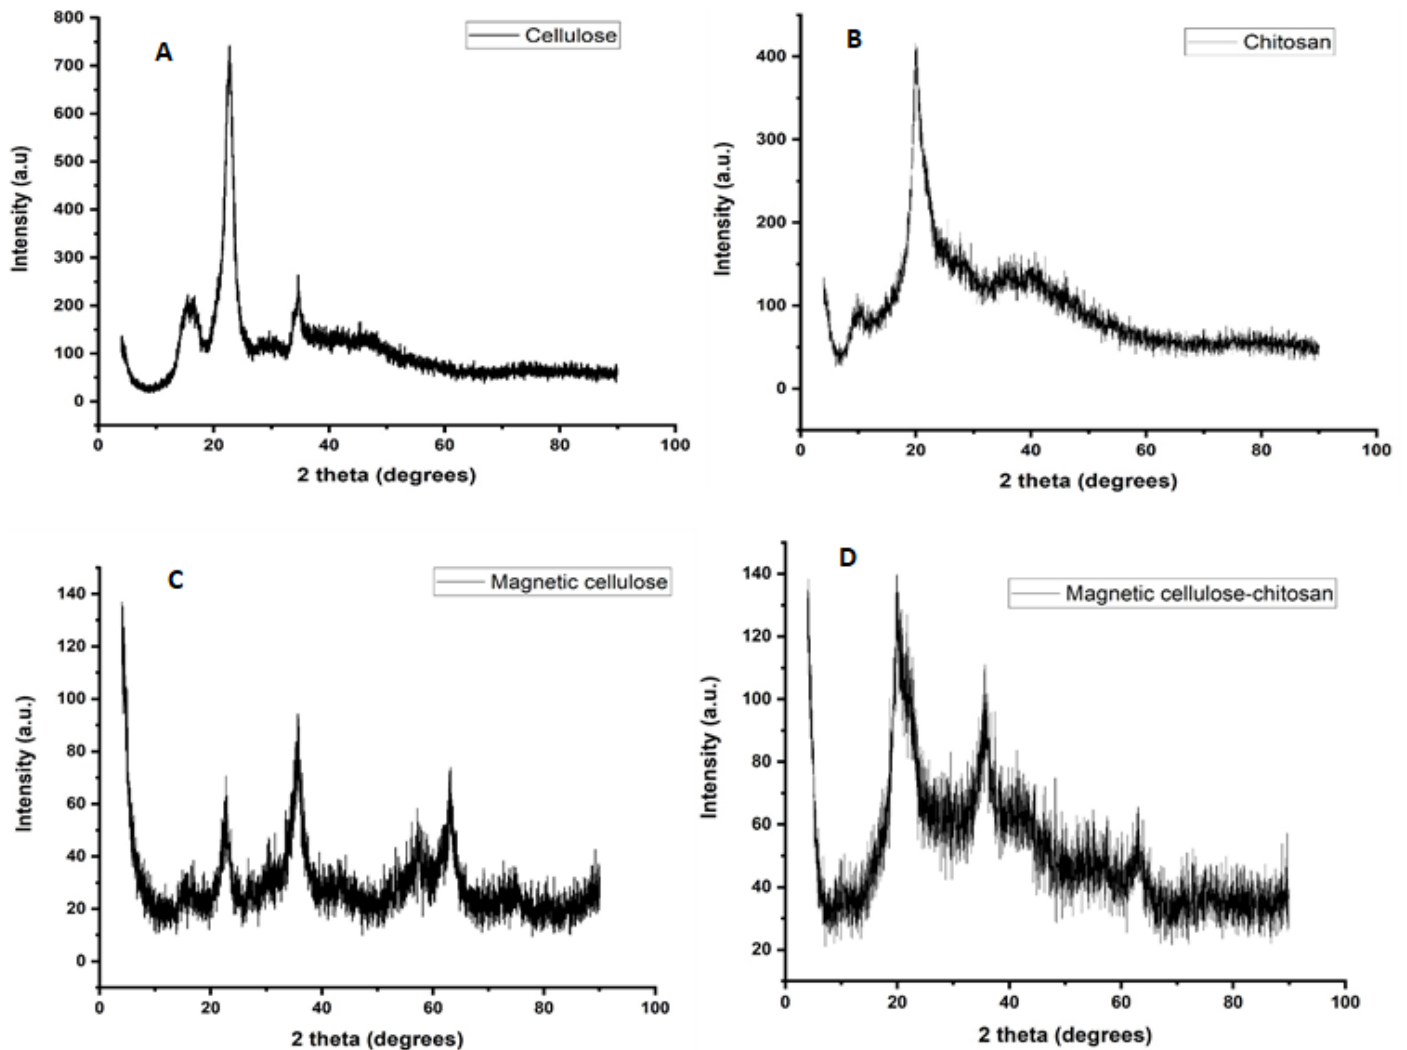 A
Cellulose
800
700
600
500
400
300
200
100
0
Intensity (a.u)
0 20 40 60 80 100
2 theta (degrees)
B
Chitosan
400
300
200
100
0
Intensity (a.u.)
0 20 40 60 80 100
2 theta (degrees)
C
Magnetic cellulose
140
120
100
80
60
40
20
0
Intensity (a.u.)
0 20 40 60 80 100
2 theta (degrees)
D
Magnetic cellulose-chitosan
140
120
100
80
60
40
20
Intensity (a.u.)
0 20 40 60 80 100
2 theta (degrees)